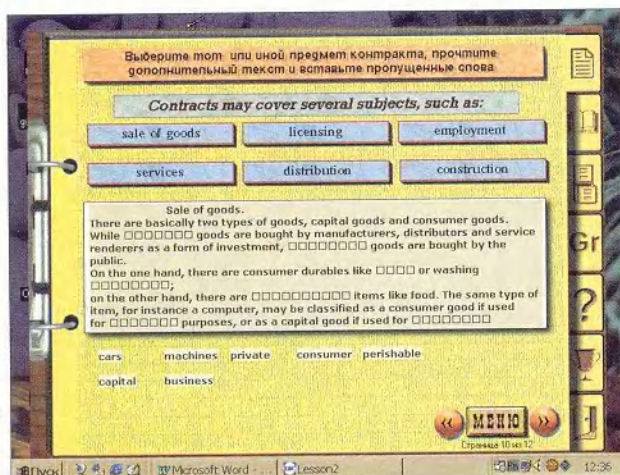 Выберите тот или иной предмет контракта, прочтите
дополнительный текст и вставьте пропущенные слова
Contracts may cover several subjects, such as:
sale of goods licensing employment
services distribution construction
Sale of goods.
There are basically two types of goods, capital goods and consumer goods.
While □□□□□□□ goods are bought by manufacturers, distributors and service
renderers as a form of investment, □□□□□□□□ goods are bought by the
public.
On the one hand, there are consumer durables like □□□□ or washing
□□□□□□□□;
on the other hand, there are □□□□□□□□□□ items like food. The same type of
item, for instance a computer, may be classified as a consumer good if used
for □□□□□□□ purposes, or as a capital good if used for □□□□□□□□
cars machines private consumer perishable
capital business
Gr
?
« МЕНЮ »
Страница 10 из 12
Пуск Microsoft Word - ... Lesson2 12:36